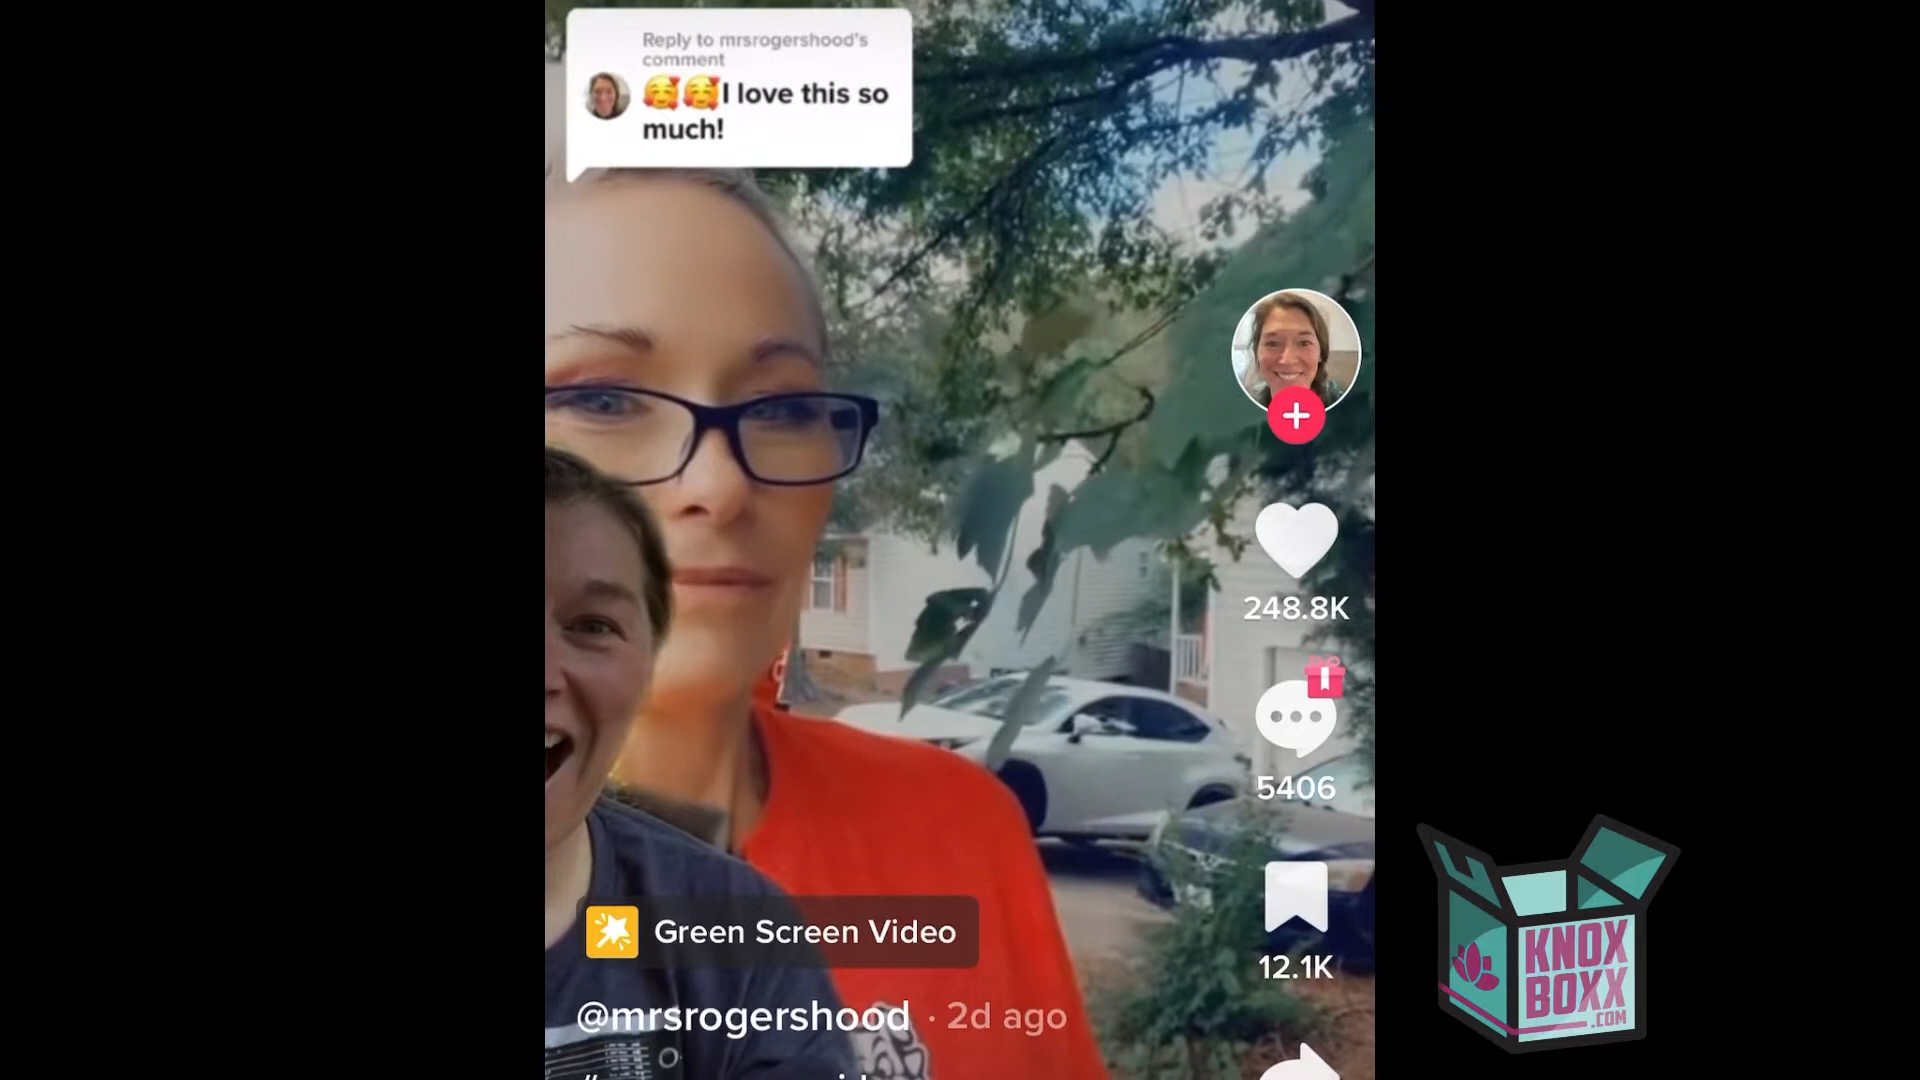 Reply to mrsrogershood's
comment
🥰🥰I love this so
much!
248.8K
5406
12.1K
Green Screen Video
@mrsrogershood · 2d ago
KNOX
BOXX
.COM